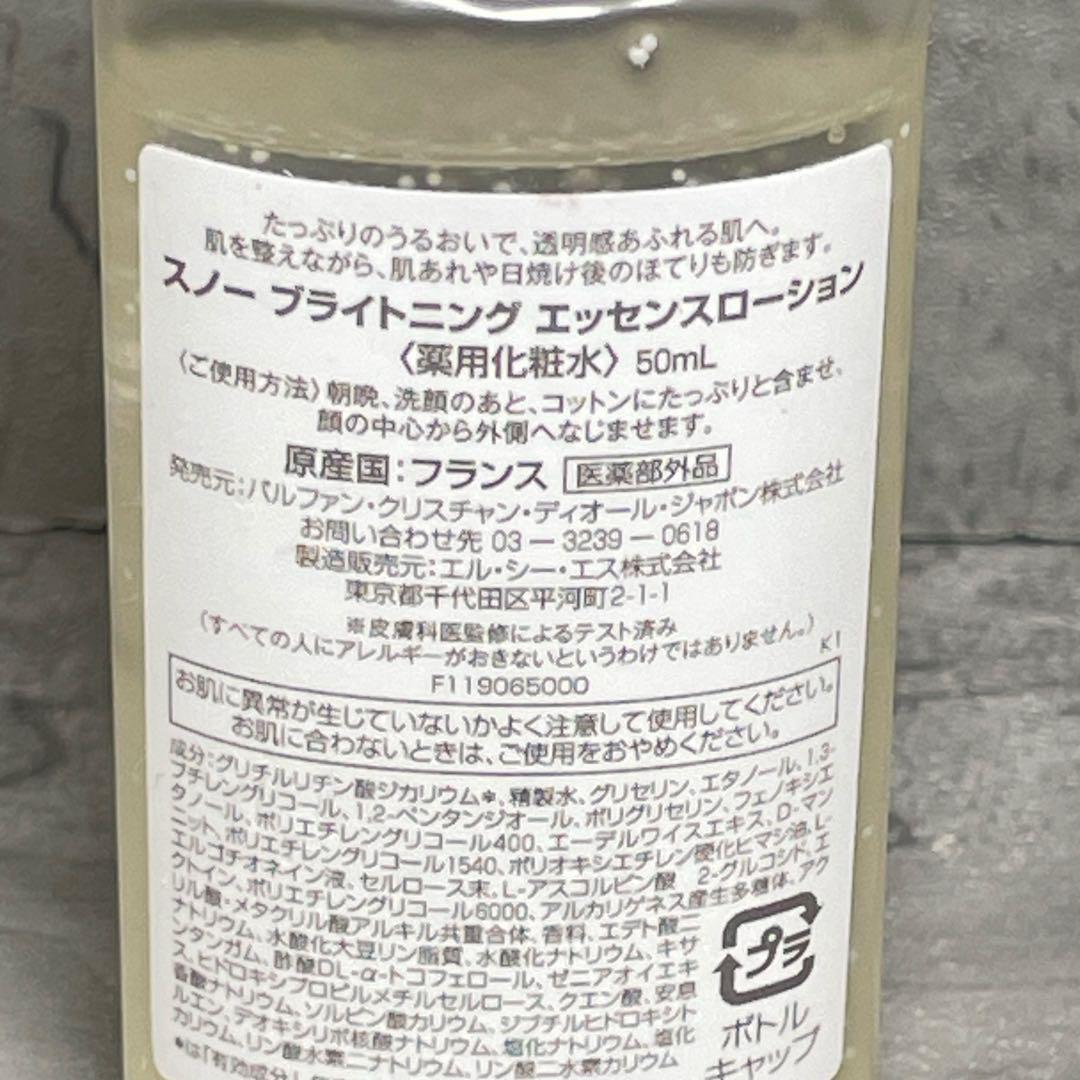 たっぷりのうるおいで、透明感あふれる肌へ。
肌を整えながら、肌あれや日焼け後のほてりも防ぎます。
スノー ブライトニング エッセンスローション
〈薬用化粧水〉 50mL
〈ご使用方法〉朝晩、洗顔のあと、コットンにたっぷりと含ませ、
顔の中心から外側へなじませます。
原産国：フランス 医薬部外品
発売元：パルファン・クリスチャン・ディオール・ジャポン株式会社
お問い合わせ先 03－3239－0618
製造販売元：エル・シー・エス株式会社
東京都千代田区平河町2-1-1
※皮膚科医監修によるテスト済み
（すべての人にアレルギーがおきないというわけではありません。）
K1
F119065000
お肌に異常が生じていないかよく注意して使用してください。
お肌に合わないときは、ご使用をおやめください。
成分：グリチルリチン酸ジカリウム*、精製水、グリセリン、エタノール、1,3-
ブチレングリコール、1,2-ペンタンジオール、ポリグリセリン、フェノキシエ
タノール、ポリエチレングリコール400、エーデルワイスエキス、D-マン
ニット、ポリエチレングリコール1540、ポリオキシエチレン硬化ヒマシ油、L-
エルゴチオネイン液、セルロース末、L-アスコルビン酸 2-グルコシド、エ
クトイン、ポリエチレングリコール6000、アルカリゲネス産生多糖体、アク
リル酸・メタクリル酸アルキル共重合体、香料、エデト酸二
ナトリウム、水酸化大豆リン脂質、水酸化ナトリウム、キサ
ンタンガム、酢酸DL-α-トコフェロール、ゼニアオイエキ
ス、ヒドロキシプロピルメチルセルロース、クエン酸、安息
香酸ナトリウム、ソルビン酸カリウム、ジブチルヒドロキシト
ルエン、デオキシリボ核酸ナトリウム、塩化ナトリウム、塩化
カリウム、リン酸水素二ナトリウム、リン酸二水素カリウム
*は「有効成分」
プラ
ボトル
キャップ